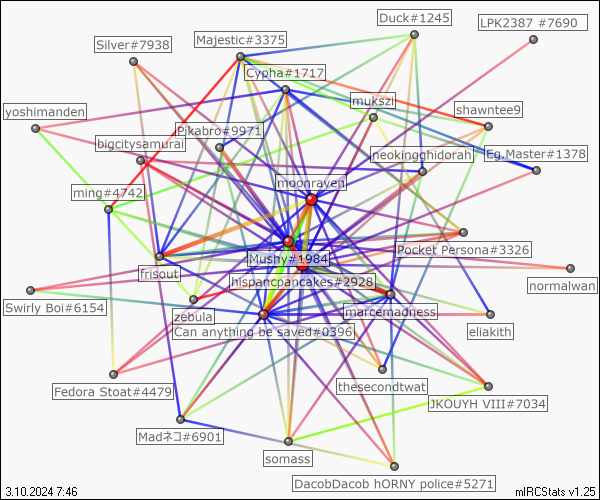 Duck#1245
LPK2387 #7690
Silver#7938
Majestic#3375
Cypha#1717
mukszi
yoshimanden
shawntee9
Pikabro#9971
bigcitysamurai
neokingghidorah
Eg.Master#1378
moonraven
ming#4742
Pocket Persona#3326
Mushy#1984
frisout
hispancpancakes#2928
normalwan
Swirly Boi#6154
zebula
marcemadness
Can anything be saved#0396
eliakith
Fedora Stoat#4479
thesecondtwat
JKOUYH VIII#7034
Madネコ#6901
somass
DacobDacob hORNY police#5271
3.10.2024 7:46
mIRCStats v1.25